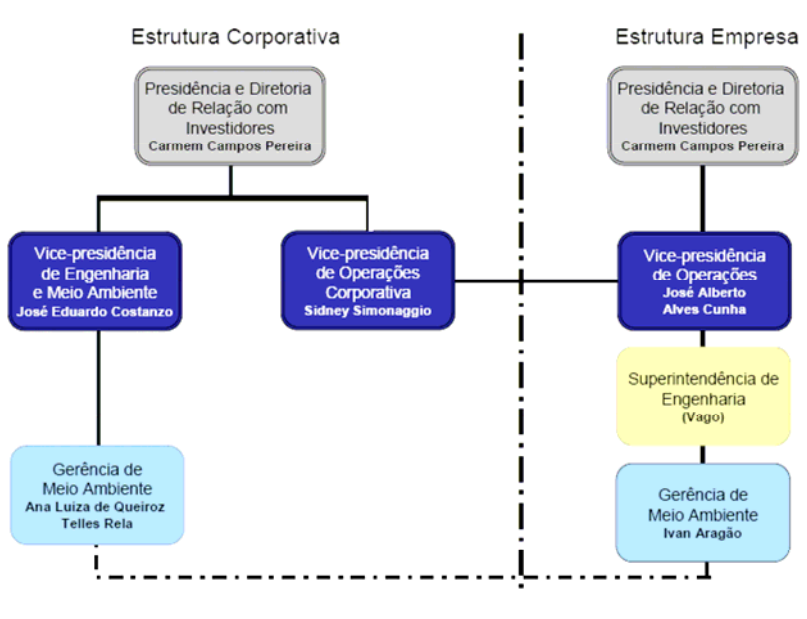 Estrutura Corporativa
Estrutura Empresa
Presidência e Diretoria
de Relação com
Investidores
Carmem Campos Pereira
Presidência e Diretoria
de Relação com
Investidores
Carmem Campos Pereira
Vice-presidência
de Engenharia
e Meio Ambiente
José Eduardo Costanzo
Vice-presidência
de Operações
Corporativa
Sidney Simonaggio
Vice-presidência
de Operações
José Alberto
Alves Cunha
Superintendência de
Engenharia
(Vago)
Gerência de
Meio Ambiente
Ana Luiza de Queiroz
Telles Rela
Gerência de
Meio Ambiente
Ivan Aragão